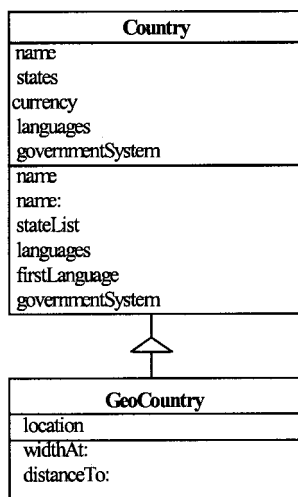 Country
name
states
currency
languages
governmentSystem
name
name:
stateList
languages
firstLanguage
governmentSystem
GeoCountry
location
widthAt:
distanceTo: